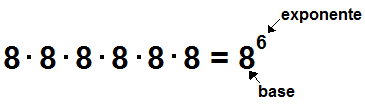 exponente
8 · 8 · 8 · 8 · 8 · 8 = 8⁶
base